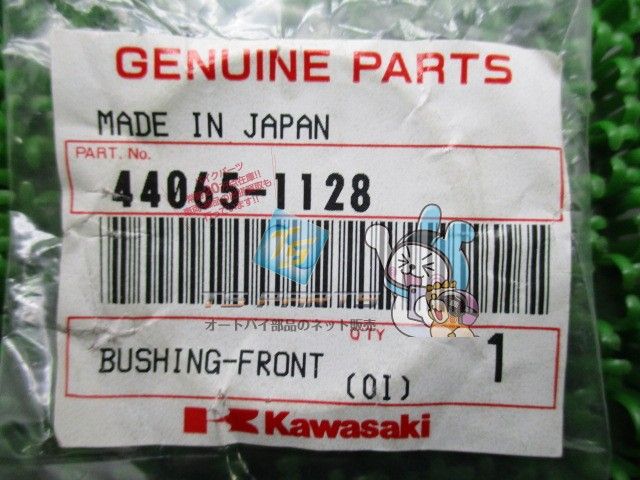 GENUINE PARTS
MADE IN JAPAN
PART. No.
44065-1128
オートバイ部品のネット販売
Q'TY
BUSHING-FRONT
(OI)
1
Kawasaki